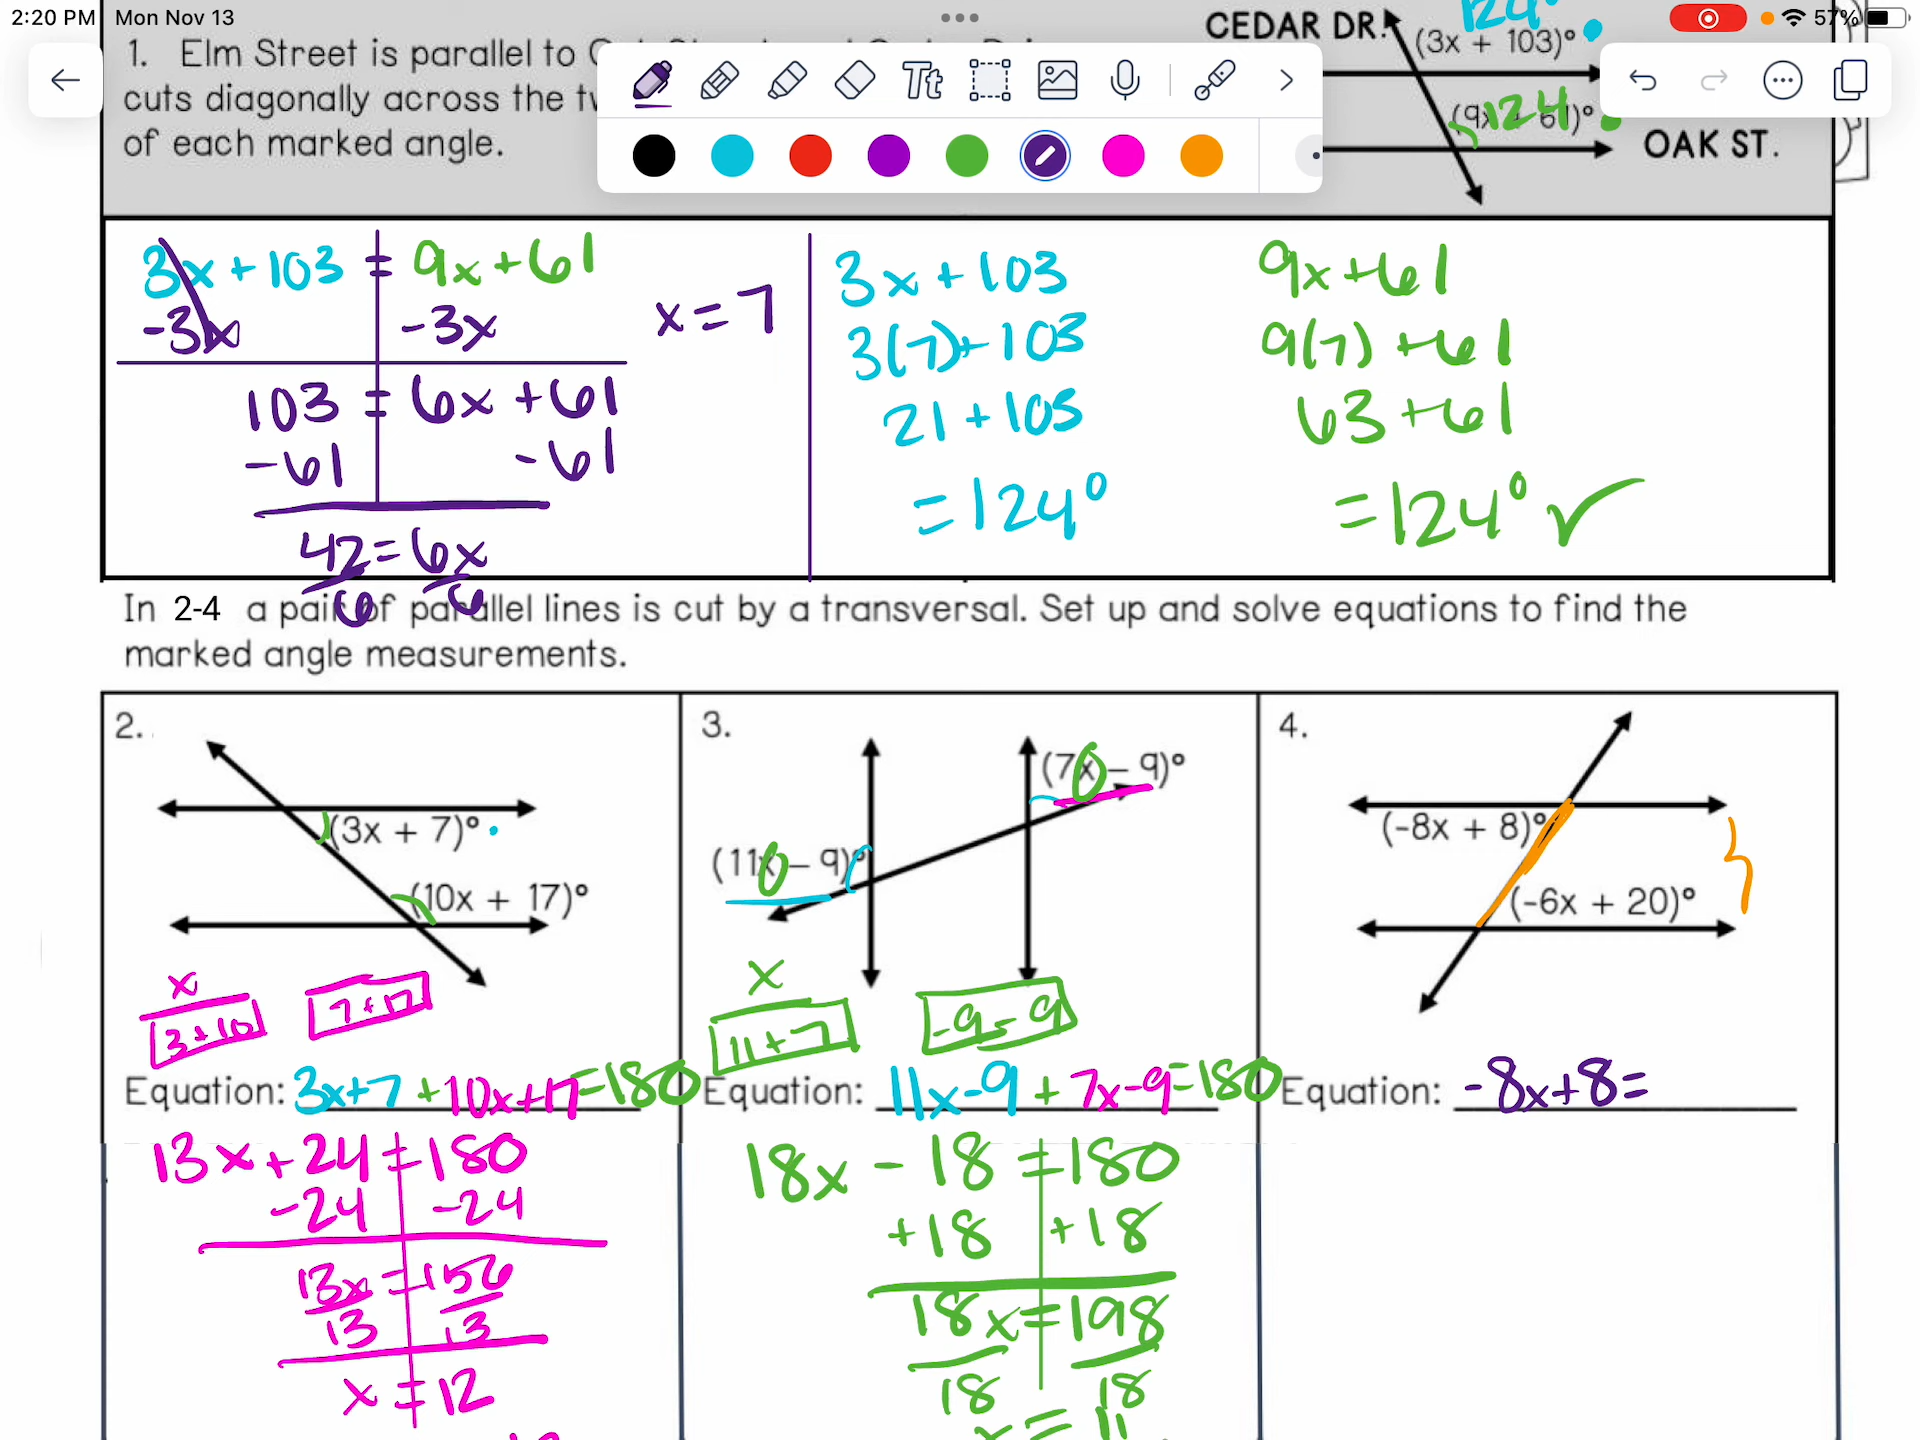 2:20 PM Mon Nov 13
57%
CEDAR DR.
124°
(3x + 103)°
1. Elm Street is parallel to
cuts diagonally across the
of each marked angle.
Tt
124
OAK ST.
3x + 103 = 9x + 61
-3x -3x
x = 7
103 = 6x + 61
-61 -61
42 = 6x
6 6
3x + 103
3(7) + 103
21 + 103
= 124°
9x + 61
9(7) + 61
63 + 61
= 124° ✓
In 2-4 a pair of parallel lines is cut by a transversal. Set up and solve equations to find the
marked angle measurements.
2.
(3x + 7)°
(10x + 17)°
x
3 + 10 7 + 17
Equation: 3x+7 + 10x+17 = 180
13x + 24 = 180
-24 -24
13x = 156
13 13
x = 12
3.
(7x – 9)°
(11x – 9)°
x
11 + 7 -9 - 9
Equation: 11x-9 + 7x-9 = 180
18x - 18 = 180
+18 +18
18x = 198
18 18
x = 11
4.
(-8x + 8)°
(-6x + 20)°
Equation: -8x+8=